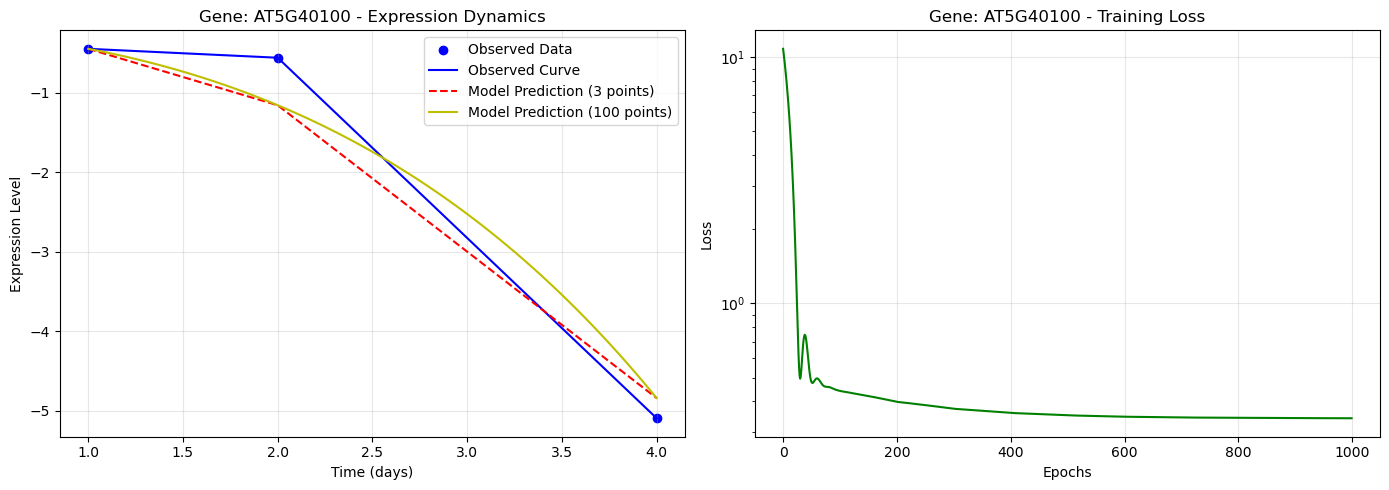 Gene: AT5G40100 - Expression Dynamics
Observed Data
Observed Curve
Model Prediction (3 points)
Model Prediction (100 points)
−1
−2
−3
−4
−5
Expression Level
1.0 1.5 2.0 2.5 3.0 3.5 4.0
Time (days)
Gene: AT5G40100 - Training Loss
10¹
10⁰
Loss
0 200 400 600 800 1000
Epochs